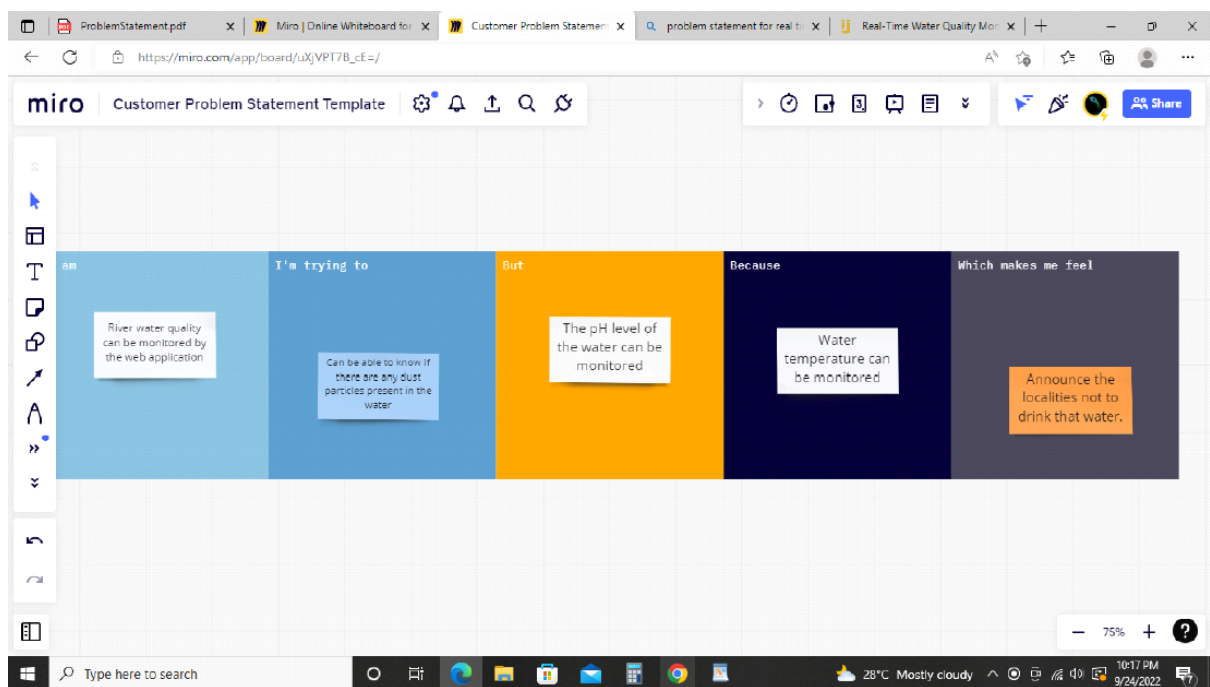 ProblemStatement.pdf
Miro | Online Whiteboard for
Customer Problem Statement
problem statement for real ti
Real-Time Water Quality Mon
https://miro.com/app/board/uXjVPT7B_cE=/
miro
Customer Problem Statement Template
Share
am
I'm trying to
But
Because
Which makes me feel
River water quality
can be monitored by
the web application
Can be able to know if
there are any dust
particles present in the
water
The pH level of
the water can be
monitored
Water
temperature can
be monitored
Announce the
localities not to
drink that water.
75%
?
Type here to search
28°C Mostly cloudy
10:17 PM
9/24/2022